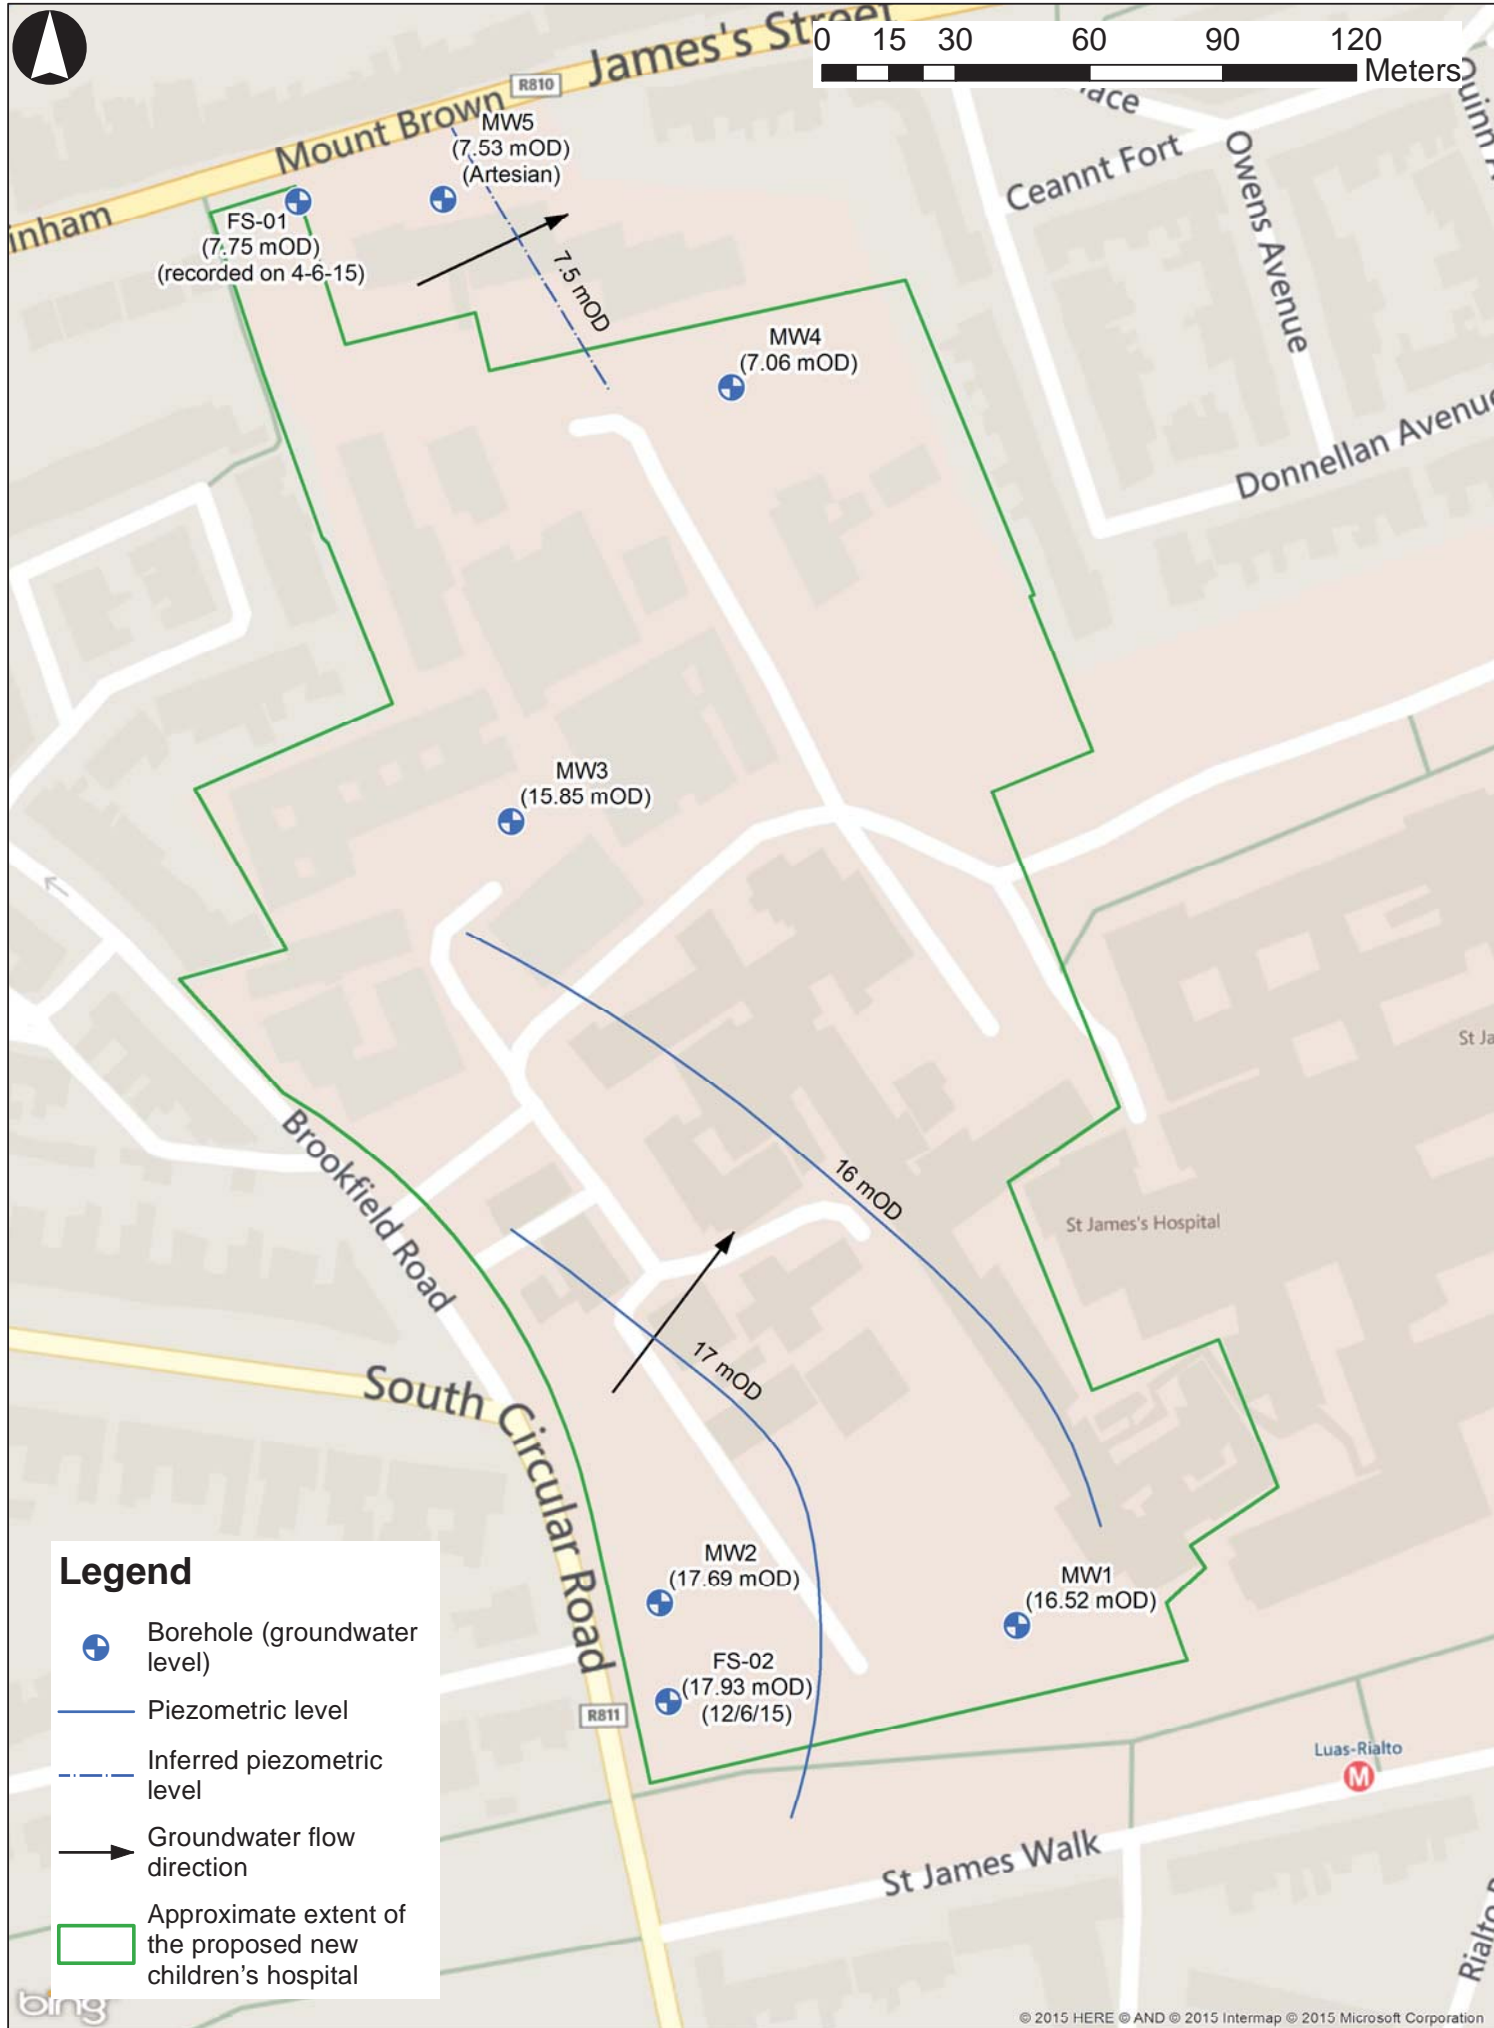 James's Street
0 15 30 60 90 120
Meters
R810
Mount Brown
MW5
(7.53 mOD)
(Artesian)
FS-01
(7.75 mOD)
(recorded on 4-6-15)
7.5 mOD
Ceannt Fort
Owens Avenue
MW4
(7.06 mOD)
Donnellan Avenue
MW3
(15.85 mOD)
16 mOD
St James's Hospital
Brookfield Road
17 mOD
South Circular Road
MW2
(17.69 mOD)
MW1
(16.52 mOD)
FS-02
(17.93 mOD)
(12/6/15)
R811
Luas-Rialto
M
St James Walk
Rialto
Legend
Borehole (groundwater
level)
Piezometric level
Inferred piezometric
level
Groundwater flow
direction
Approximate extent of
the proposed new
children's hospital
bing
© 2015 HERE © AND © 2015 Intermap © 2015 Microsoft Corporation